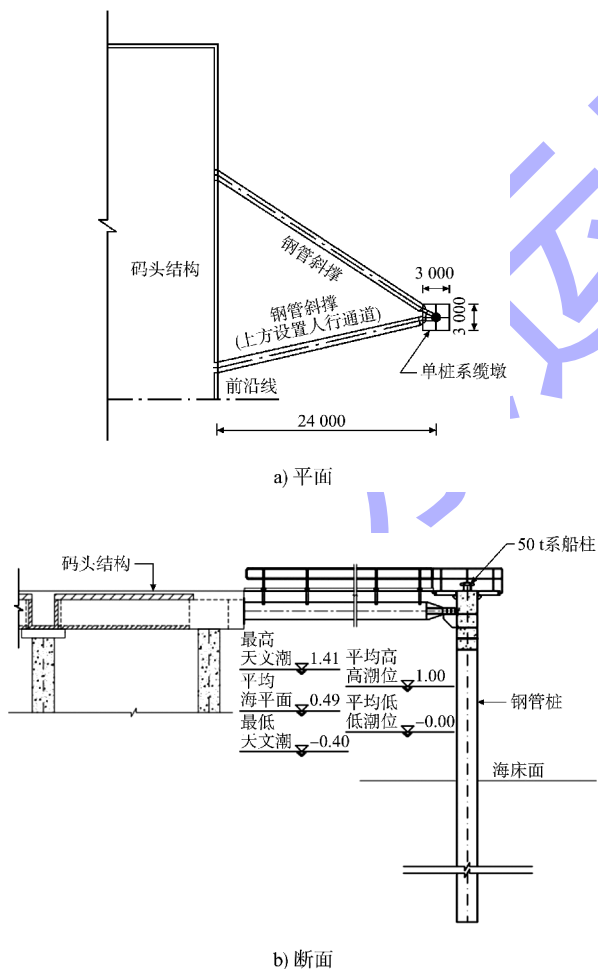 码头结构
钢管斜撑
钢管斜撑
(上方设置人行通道)
3 000
3 000
单桩系缆墩
前沿线
24 000
a) 平面
50 t系船柱
码头结构
最高
天文潮 1.41
平均高
高潮位 1.00
平均
海平面 0.49
平均低
低潮位 -0.00
最低
天文潮 -0.40
钢管桩
海床面
b) 断面